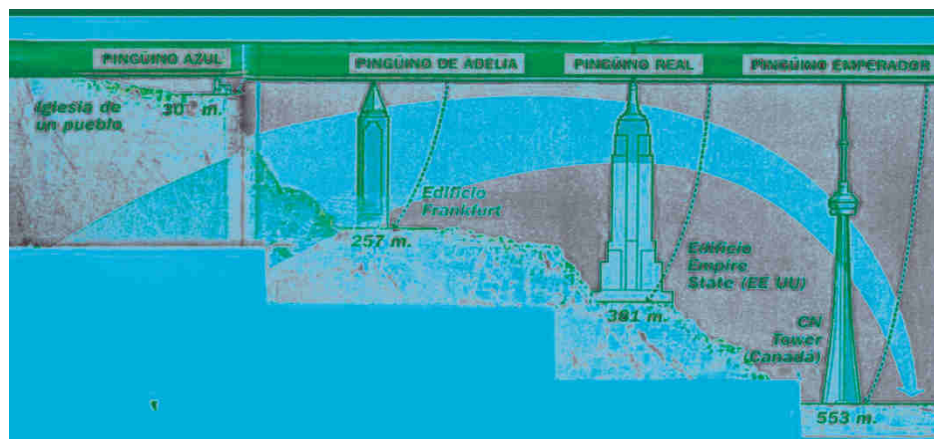 PINGÜINO AZUL
PINGÜINO DE ADELIA
PINGÜINO REAL
PINGÜINO EMPERADOR
Iglesia de
un pueblo
30 m.
Edificio
Frankfurt
257 m.
Edificio
Empire
State (EE UU)
381 m.
CN
Tower
(Canadá)
553 m.